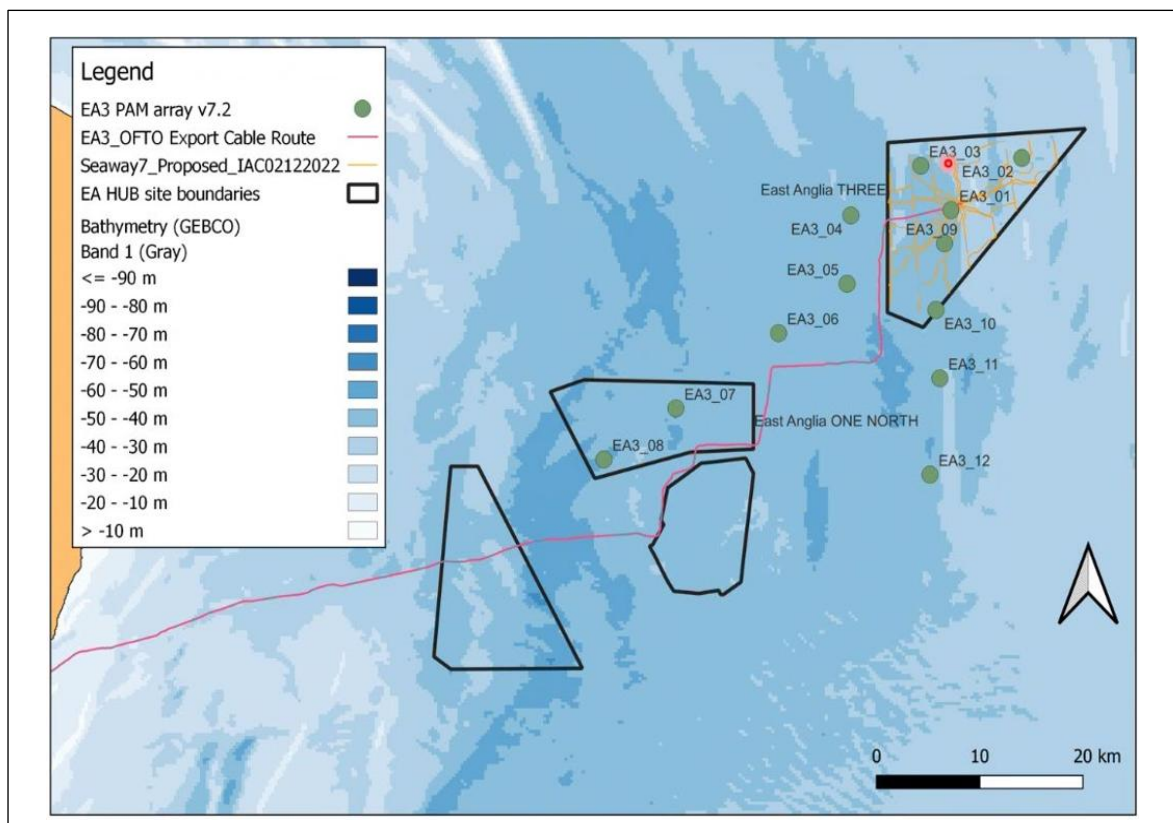 Legend
EA3 PAM array v7.2
EA3_OFTO Export Cable Route
Seaway7_Proposed_IAC02122022
EA HUB site boundaries
Bathymetry (GEBCO)
Band 1 (Gray)
<= -90 m
-90 - -80 m
-80 - -70 m
-70 - -60 m
-60 - -50 m
-50 - -40 m
-40 - -30 m
-30 - -20 m
-20 - -10 m
> -10 m
EA3_03
EA3_02
East Anglia THREE
EA3_01
EA3_04
EA3_09
EA3_05
EA3_10
EA3_06
EA3_11
EA3_07
East Anglia ONE NORTH
EA3_08
EA3_12
0 10 20 km